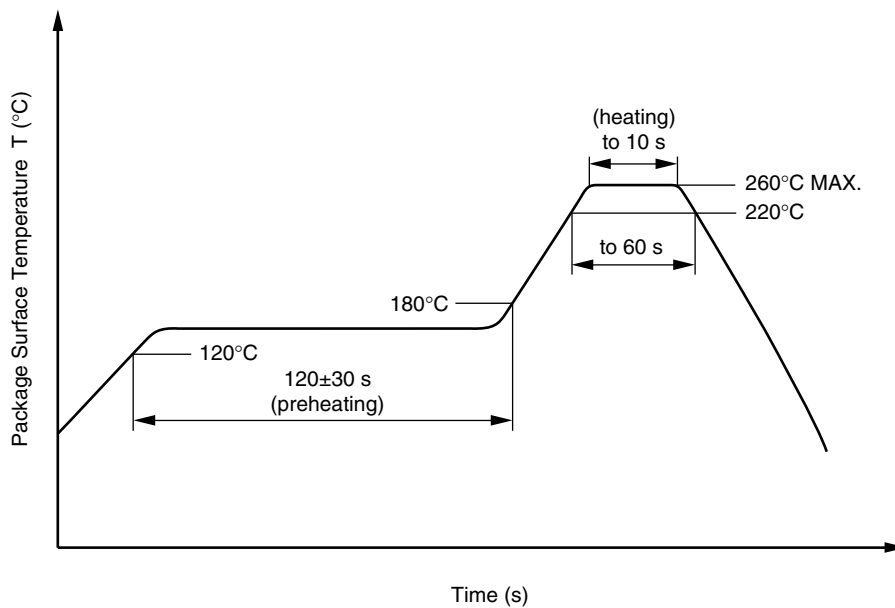 Package Surface Temperature T (°C)
(heating)
to 10 s
260°C MAX.
220°C
to 60 s
180°C
120°C
120±30 s
(preheating)
Time (s)